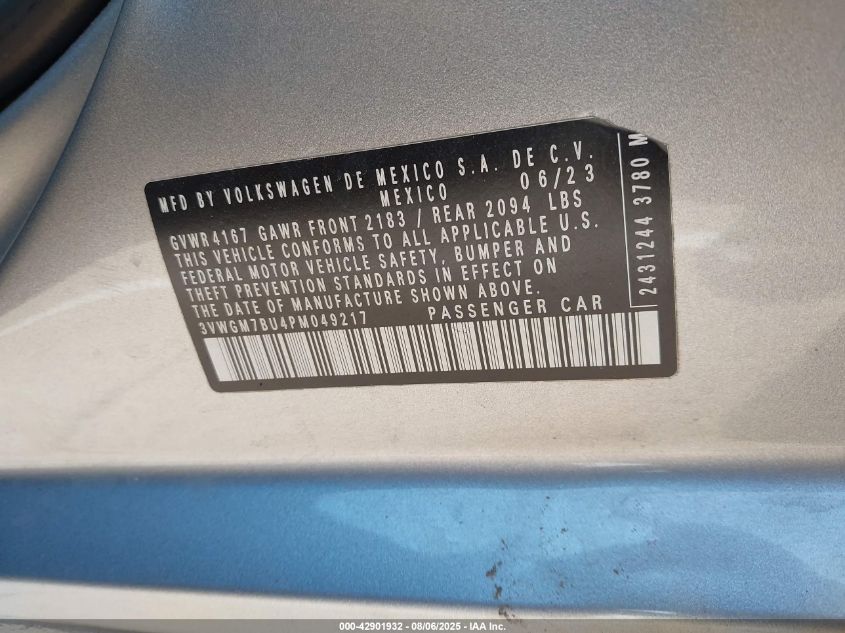 MFD BY VOLKSWAGEN DE MEXICO S.A. DE C.V.
MEXICO 06/23
GVWR 4167 GAWR FRONT 2183 / REAR 2094 LBS
THIS VEHICLE CONFORMS TO ALL APPLICABLE U.S.
FEDERAL MOTOR VEHICLE SAFETY, BUMPER AND
THEFT PREVENTION STANDARDS IN EFFECT ON
THE DATE OF MANUFACTURE SHOWN ABOVE.
3VWGM7BU4PM049217 PASSENGER CAR
2431244 3780 M
000-42901932 - 08/06/2025 - IAA Inc.